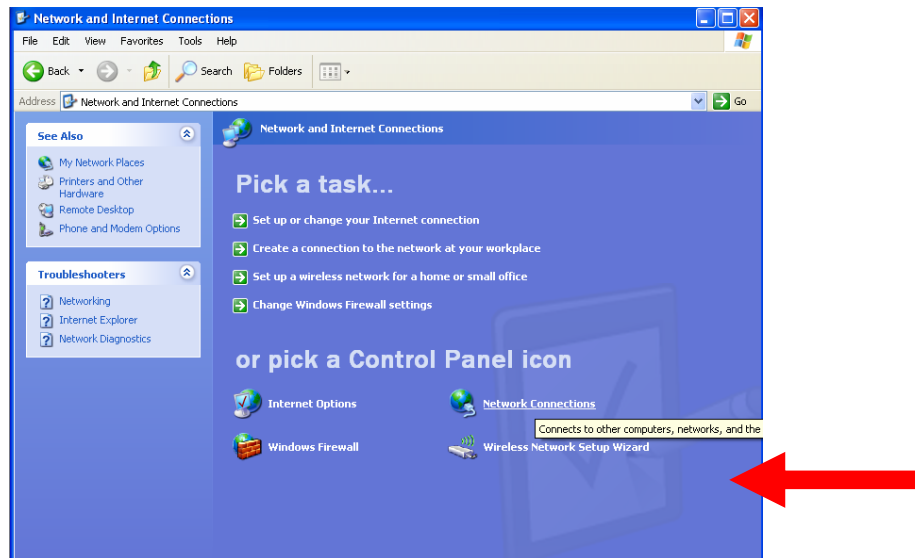 Network and Internet Connections
File Edit View Favorites Tools Help
Back Search Folders
Address Network and Internet Connections Go
See Also
My Network Places
Printers and Other
Hardware
Remote Desktop
Phone and Modem Options
Troubleshooters
? Networking
? Internet Explorer
? Network Diagnostics
Network and Internet Connections
Pick a task...
Set up or change your Internet connection
Create a connection to the network at your workplace
Set up a wireless network for a home or small office
Change Windows Firewall settings
or pick a Control Panel icon
Internet Options Network Connections
Connects to other computers, networks, and the
Windows Firewall Wireless Network Setup Wizard